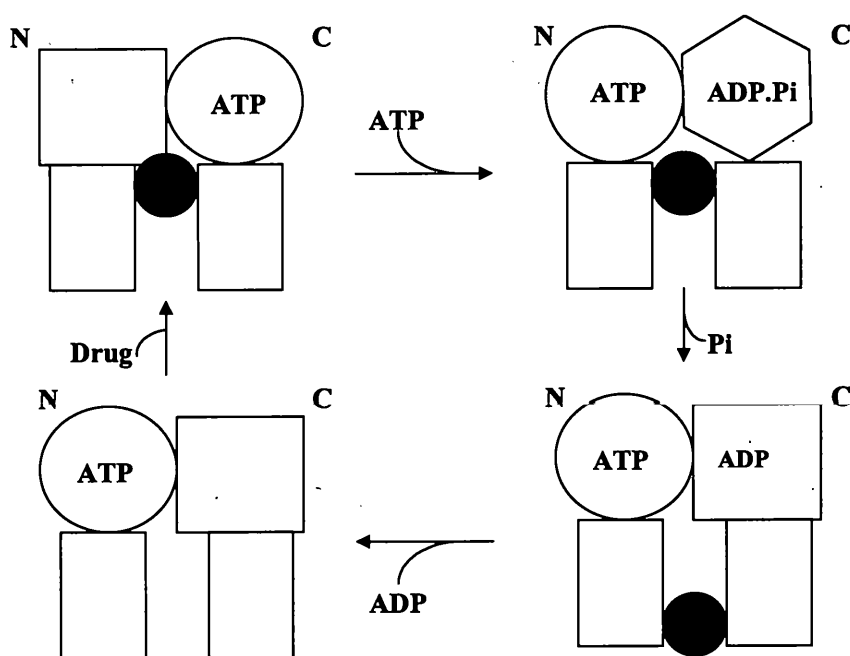 N C N C
ATP ATP ADP.Pi
ATP
Drug Pi
N C N C
ATP ATP ADP
ADP